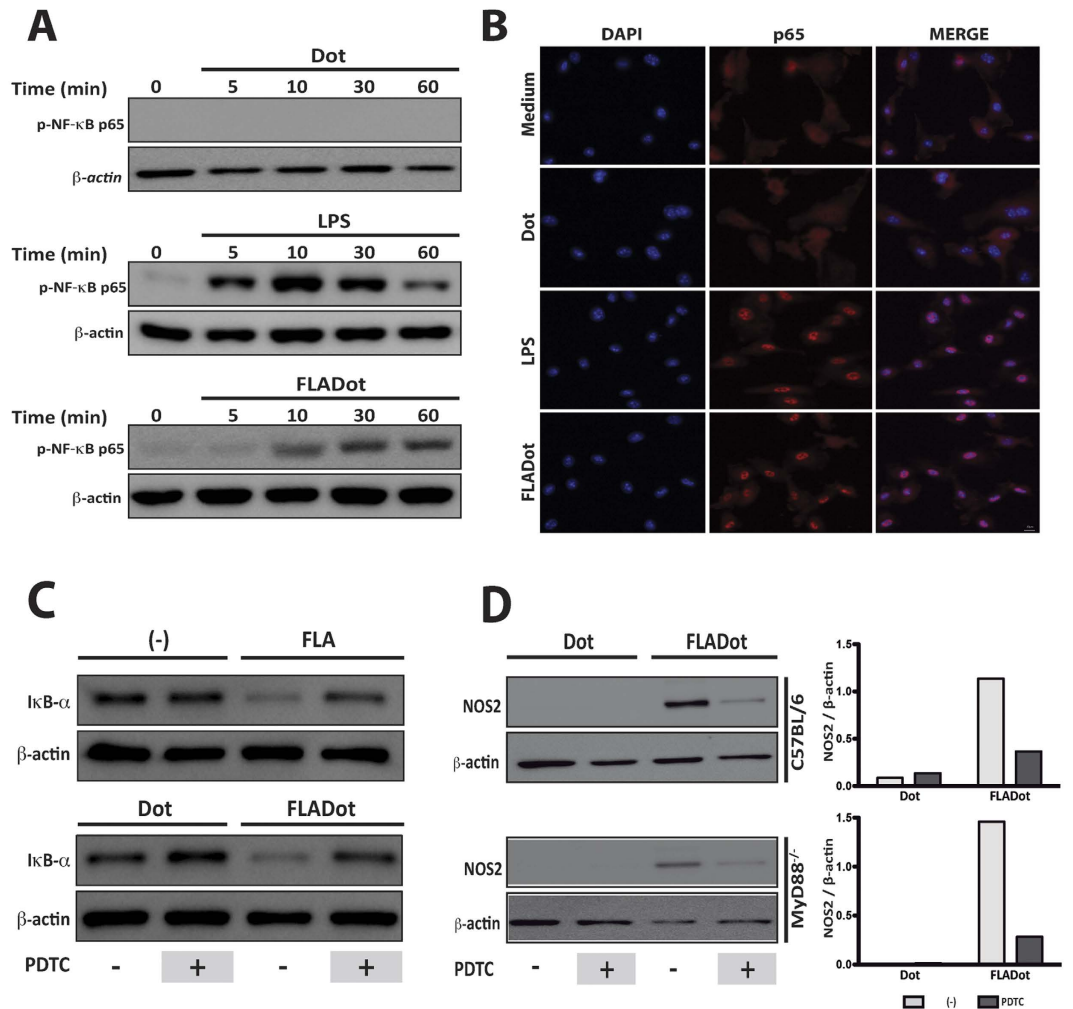 A
Dot
Time (min) 0 5 10 30 60
p-NF-κB p65
β-actin
LPS
Time (min) 0 5 10 30 60
p-NF-κB p65
β-actin
FLADot
Time (min) 0 5 10 30 60
p-NF-κB p65
β-actin
B
DAPI p65 MERGE
Medium
Dot
LPS
FLADot
C
(-) FLA
IκB-α
β-actin
Dot FLADot
IκB-α
β-actin
PDTC - + - +
D
Dot FLADot
NOS2
β-actin
C57BL/6
NOS2
β-actin
MyD88-/-
PDTC - + - +
NOS2 / β-actin
1.5
1.0
0.5
0.0
Dot FLADot
NOS2 / β-actin
1.5
1.0
0.5
0.0
Dot FLADot
(-) PDTC